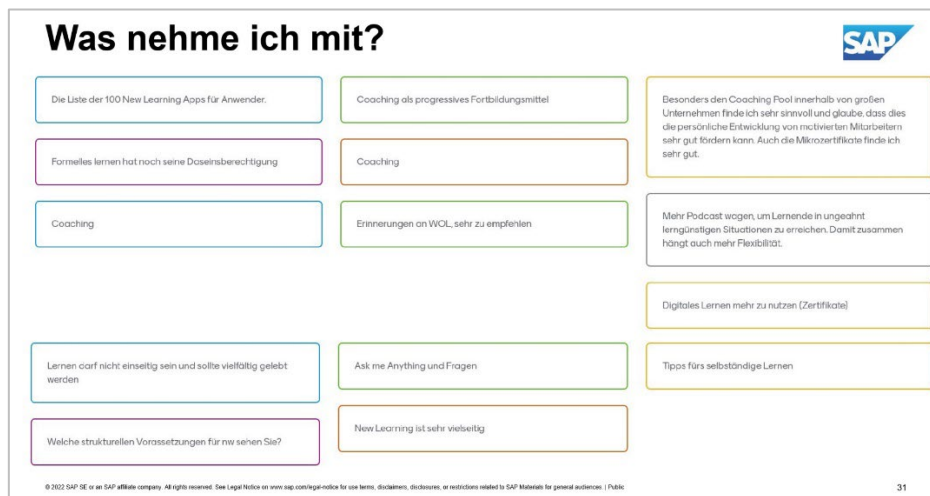 Was nehme ich mit?
SAP
Die Liste der 100 New Learning Apps für Anwender.
Formelles lernen hat noch seine Daseinsberechtigung
Coaching
Coaching als progressives Fortbildungsmittel
Coaching
Erinnerungen an WOL, sehr zu empfehlen
Besonders den Coaching Pool innerhalb von großen
Unternehmen finde ich sehr sinnvoll und glaube, dass dies
die persönliche Entwicklung von motivierten Mitarbeitern
sehr gut fördern kann. Auch die Mikrozertifikate finde ich
sehr gut.
Mehr Podcast wagen, um Lernende in ungeahnt
lerngünstigen Situationen zu erreichen. Damit zusammen
hängt auch mehr Flexibilität.
Digitales Lernen mehr zu nutzen (Zertifikate)
Lernen darf nicht einseitig sein und sollte vielfältig gelebt
werden
Welche strukturellen Vorassetzungen für nw sehen Sie?
Ask me Anything und Fragen
New Learning ist sehr vielseitig
Tipps fürs selbständige Lernen
© 2022 SAP SE or an SAP affiliate company. All rights reserved. See Legal Notice on www.sap.com/legal-notice for use terms, disclaimers, disclosures, or restrictions related to SAP Materials for general audiences. | Public
31